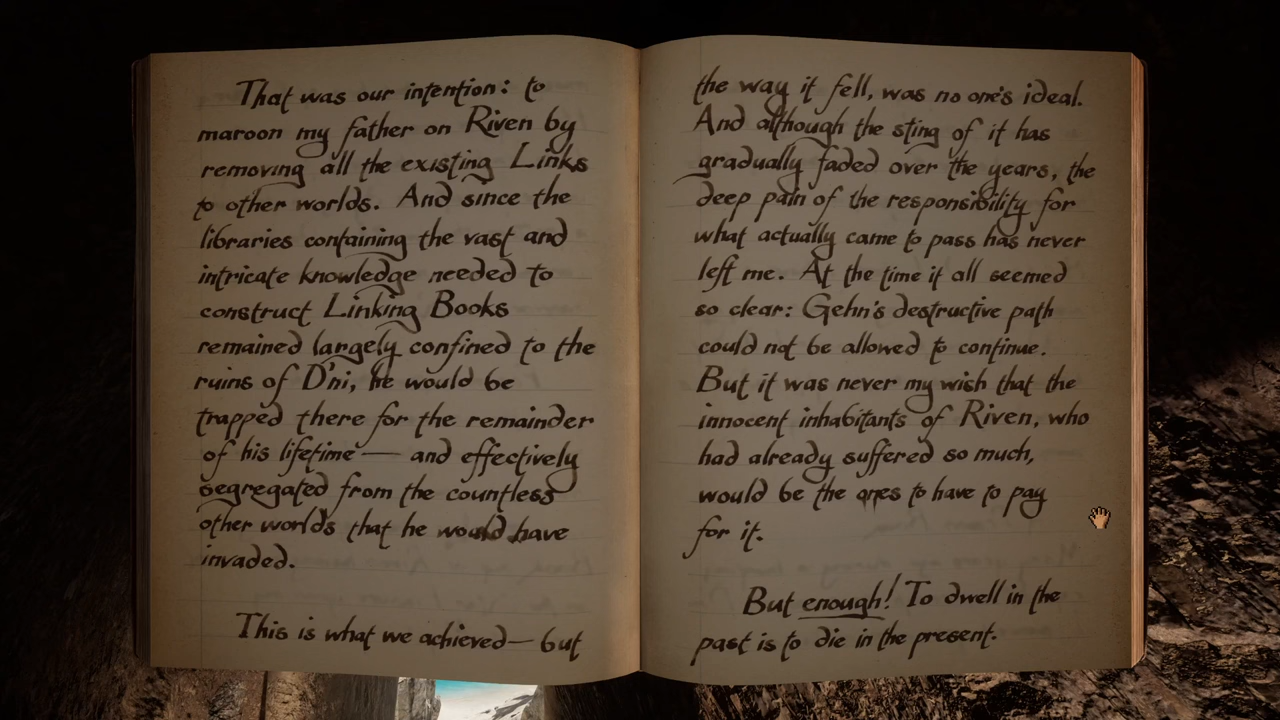 That was our intention: to
maroon my father on Riven by
removing all the existing Links
to other worlds. And since the
libraries containing the vast and
intricate knowledge needed to
construct Linking Books
remained largely confined to the
ruins of D'ni, he would be
trapped there for the remainder
of his lifetime — and effectively
segregated from the countless
other worlds that he would have
invaded.
This is what we achieved — but
the way it fell, was no one's ideal.
And although the sting of it has
gradually faded over the years, the
deep pain of the responsibility for
what actually came to pass has never
left me. At the time it all seemed
so clear: Gehn's destructive path
could not be allowed to continue.
But it was never my wish that the
innocent inhabitants of Riven, who
had already suffered so much,
would be the ones to have to pay
for it.
But enough! To dwell in the
past is to die in the present.